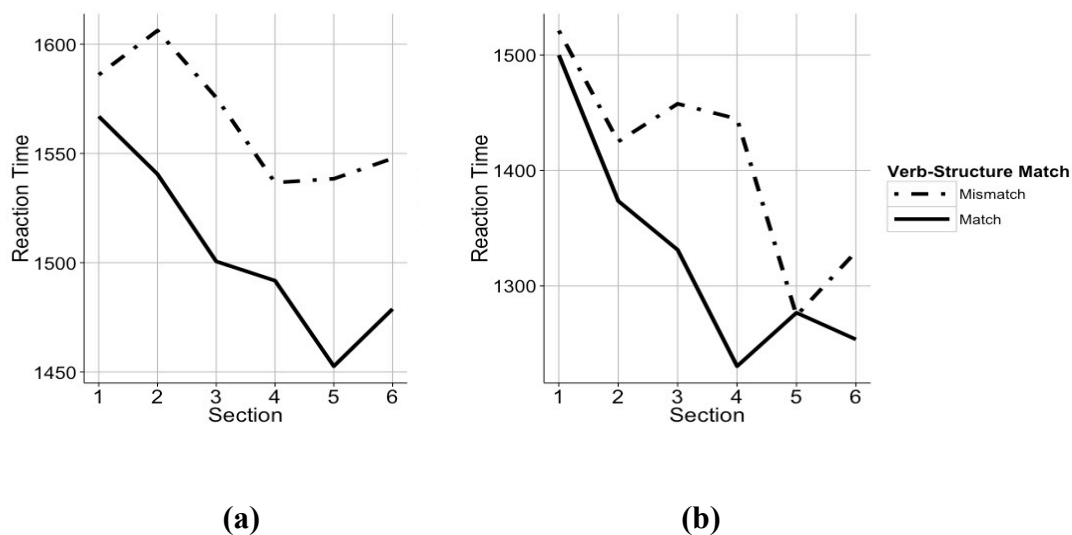 1600
1550
1500
1450
Reaction Time
1 2 3 4 5 6
Section
(a)
1500
1400
1300
Reaction Time
1 2 3 4 5 6
Section
(b)
Verb-Structure Match
Mismatch
Match